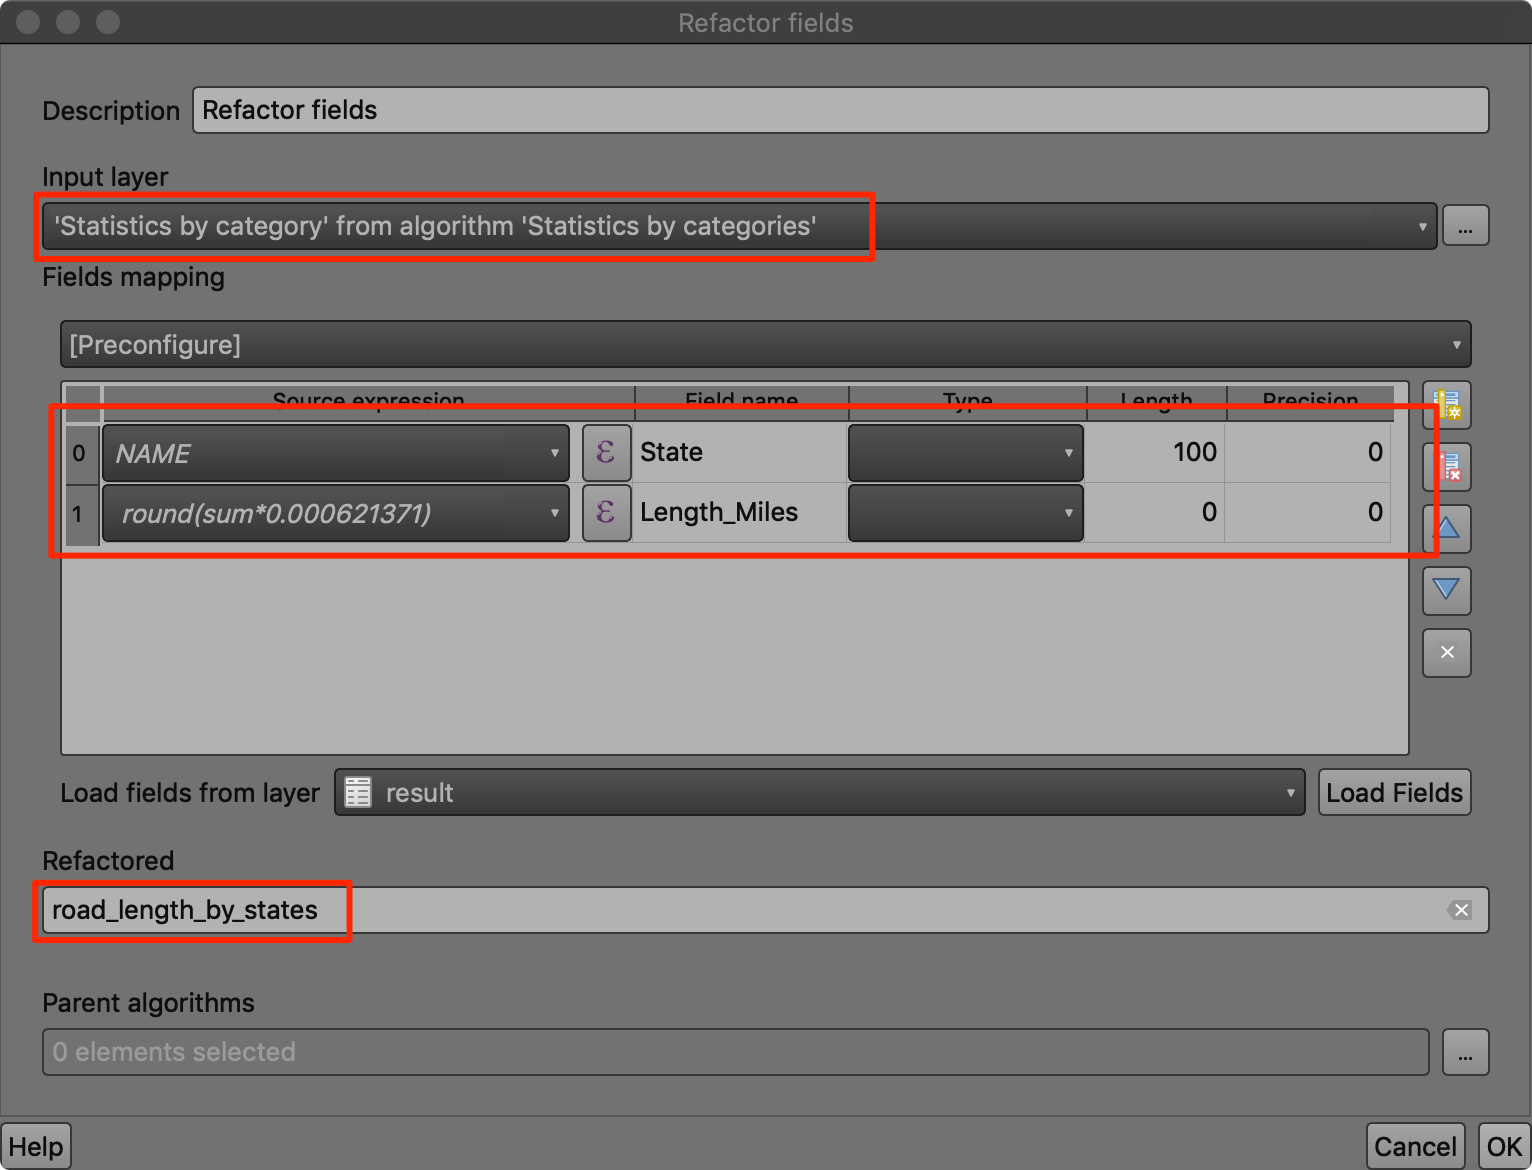 Refactor fields
Description Refactor fields
Input layer
'Statistics by category' from algorithm 'Statistics by categories' ...
Fields mapping
[Preconfigure]
Source expression Field name Type Length Precision
0 NAME ε State 100 0
1 round(sum*0.000621371) ε Length_Miles 0 0
Load fields from layer result Load Fields
Refactored
road_length_by_states
Parent algorithms
0 elements selected ...
Help Cancel OK